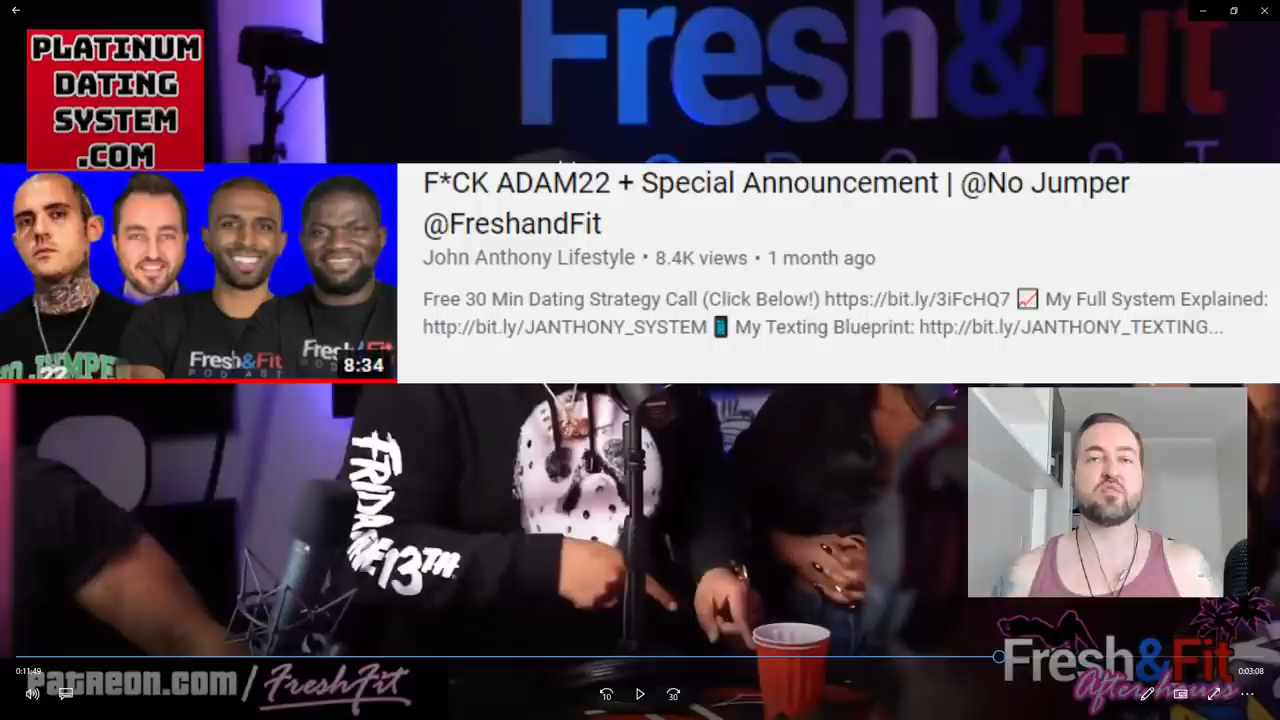 PLATINUM
DATING
SYSTEM
.COM
Fresh&Fit
F*CK ADAM22 + Special Announcement | @No Jumper
@FreshandFit
John Anthony Lifestyle • 8.4K views • 1 month ago
Free 30 Min Dating Strategy Call (Click Below!) https://bit.ly/3iFcHQ7 📈 My Full System Explained:
http://bit.ly/JANTHONY_SYSTEM 📱 My Texting Blueprint: http://bit.ly/JANTHONY_TEXTING...
Fresh&Fit
PODCAST
8:34
FRIDAY THE 13TH
0:11:49
Patreon.com / FreshFit
10
30
Fresh&Fit
Afterhours
0:03:08